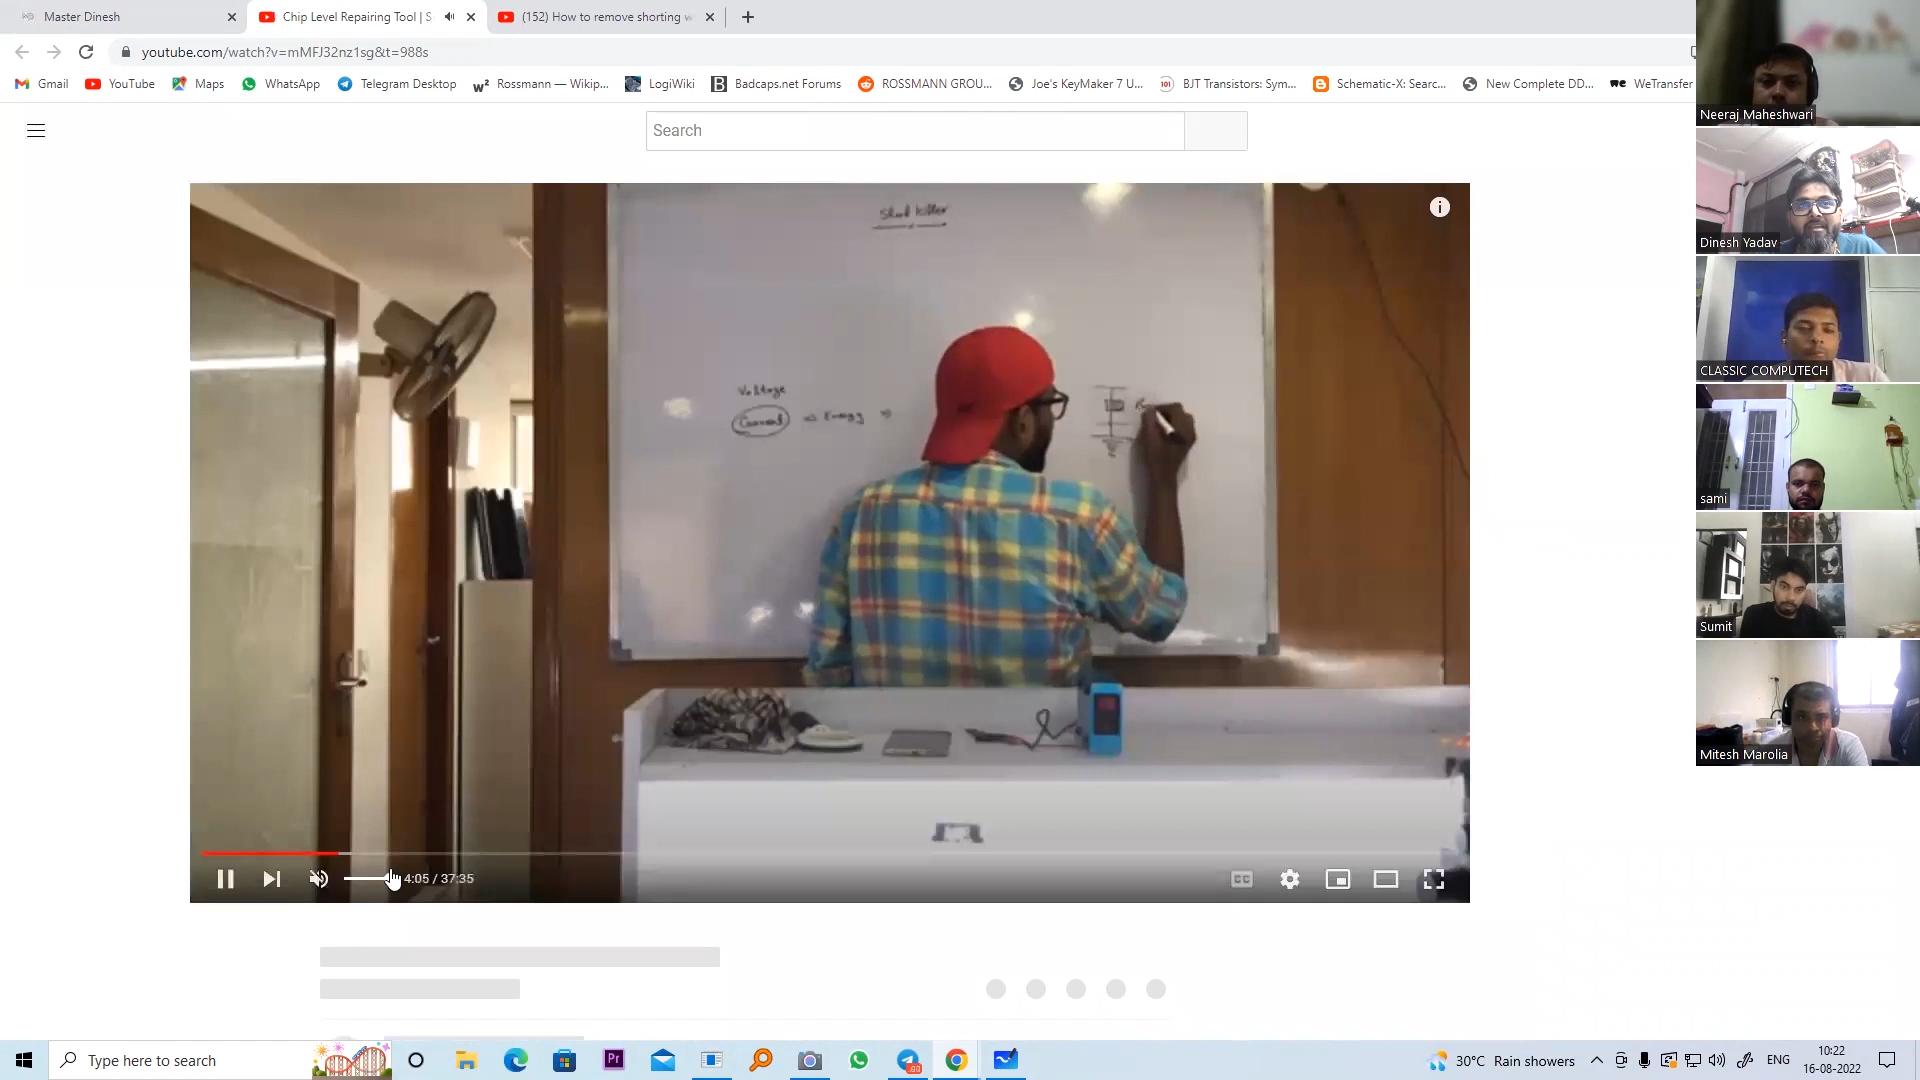 Master Dinesh
Chip Level Repairing Tool | S
(152) How to remove shorting
youtube.com/watch?v=mMFJ32nz1sg&t=988s
Gmail
YouTube
Maps
WhatsApp
Telegram Desktop
Rossmann — Wikip...
LogiWiki
Badcaps.net Forums
ROSSMANN GROU...
Joe's KeyMaker 7 U...
101
BJT Transistors: Sym...
Schematic-X: Searc...
New Complete DD...
WeTransfer
Search
Neeraj Maheshwari
Dinesh Yadav
CLASSIC COMPUTECH
sami
Sumit
Mitesh Marolia
Short killer
Voltage
Current ⇒ Energy ⇒
4:05 / 37:35
CC
Type here to search
Pr
30°C Rain showers
ENG
10:22
16-08-2022